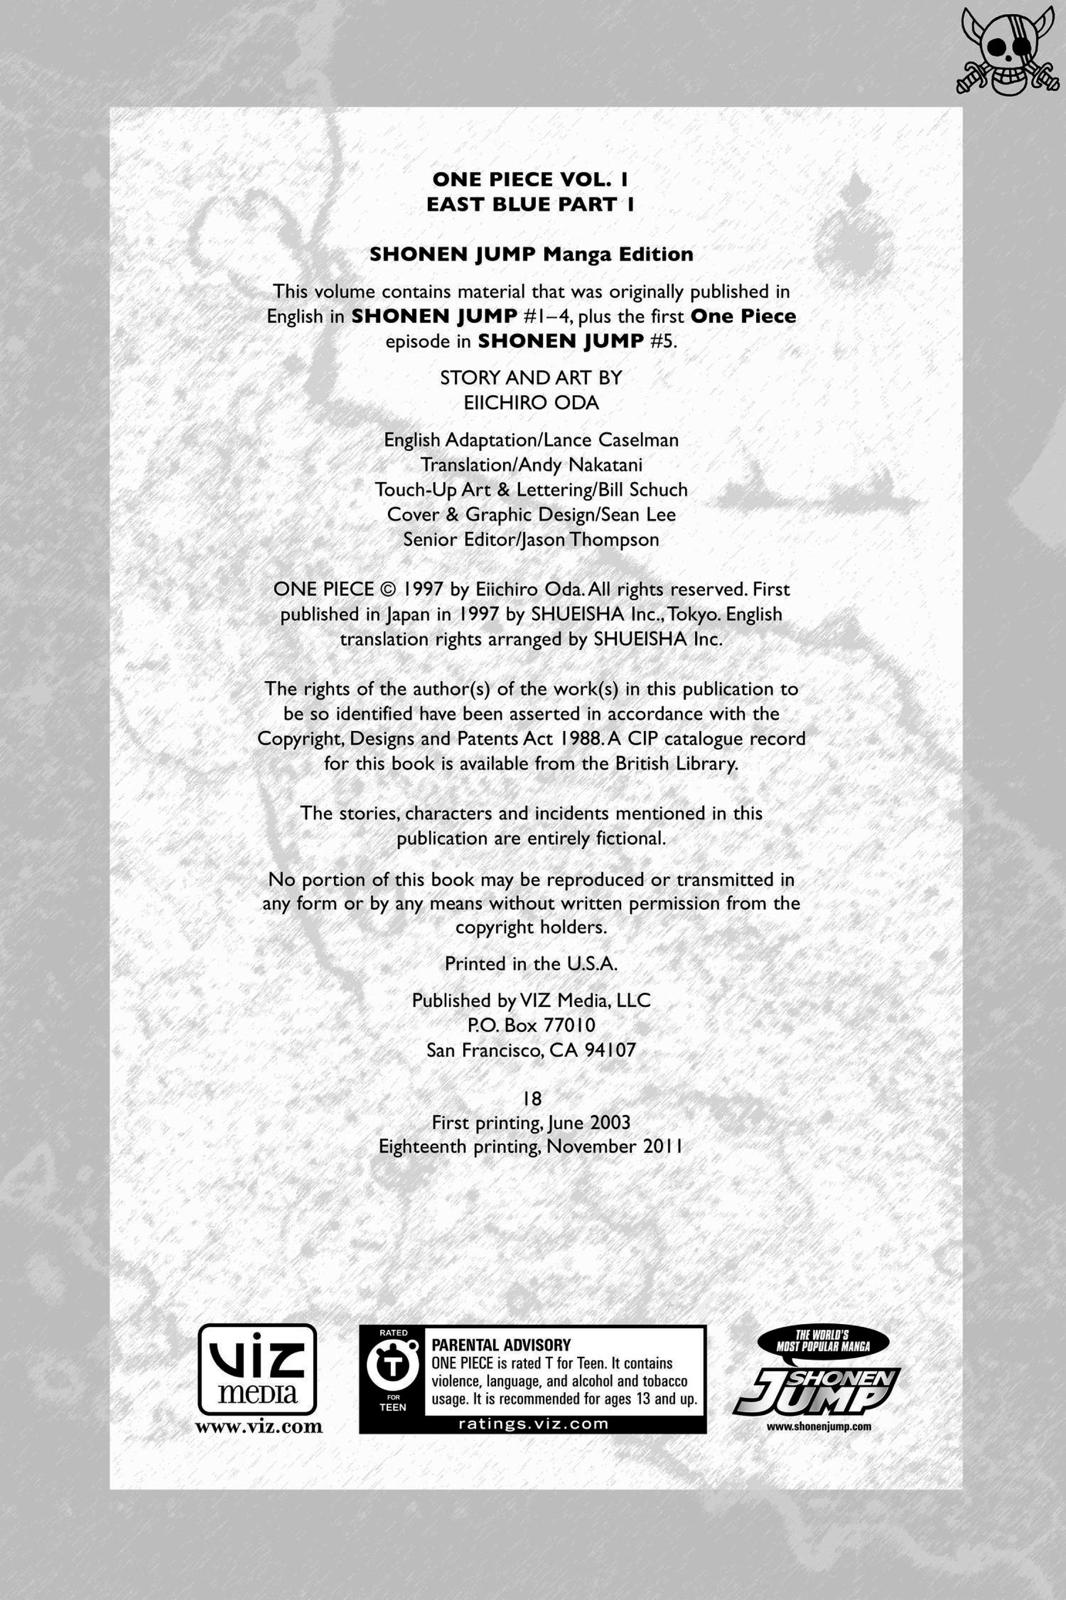 ONE PIECE VOL. 1
EAST BLUE PART 1
SHONEN JUMP Manga Edition
This volume contains material that was originally published in
English in SHONEN JUMP #1–4, plus the first One Piece
episode in SHONEN JUMP #5.
STORY AND ART BY
EIICHIRO ODA
English Adaptation/Lance Caselman
Translation/Andy Nakatani
Touch-Up Art & Lettering/Bill Schuch
Cover & Graphic Design/Sean Lee
Senior Editor/Jason Thompson
ONE PIECE © 1997 by Eiichiro Oda. All rights reserved. First
published in Japan in 1997 by SHUEISHA Inc., Tokyo. English
translation rights arranged by SHUEISHA Inc.
The rights of the author(s) of the work(s) in this publication to
be so identified have been asserted in accordance with the
Copyright, Designs and Patents Act 1988. A CIP catalogue record
for this book is available from the British Library.
The stories, characters and incidents mentioned in this
publication are entirely fictional.
No portion of this book may be reproduced or transmitted in
any form or by any means without written permission from the
copyright holders.
Printed in the U.S.A.
Published by VIZ Media, LLC
P.O. Box 77010
San Francisco, CA 94107
18
First printing, June 2003
Eighteenth printing, November 2011
viz
media
www.viz.com
RATED
T
FOR
TEEN
PARENTAL ADVISORY
ONE PIECE is rated T for Teen. It contains
violence, language, and alcohol and tobacco
usage. It is recommended for ages 13 and up.
ratings.viz.com
THE WORLD'S
MOST POPULAR MANGA
SHONEN
JUMP
www.shonenjump.com